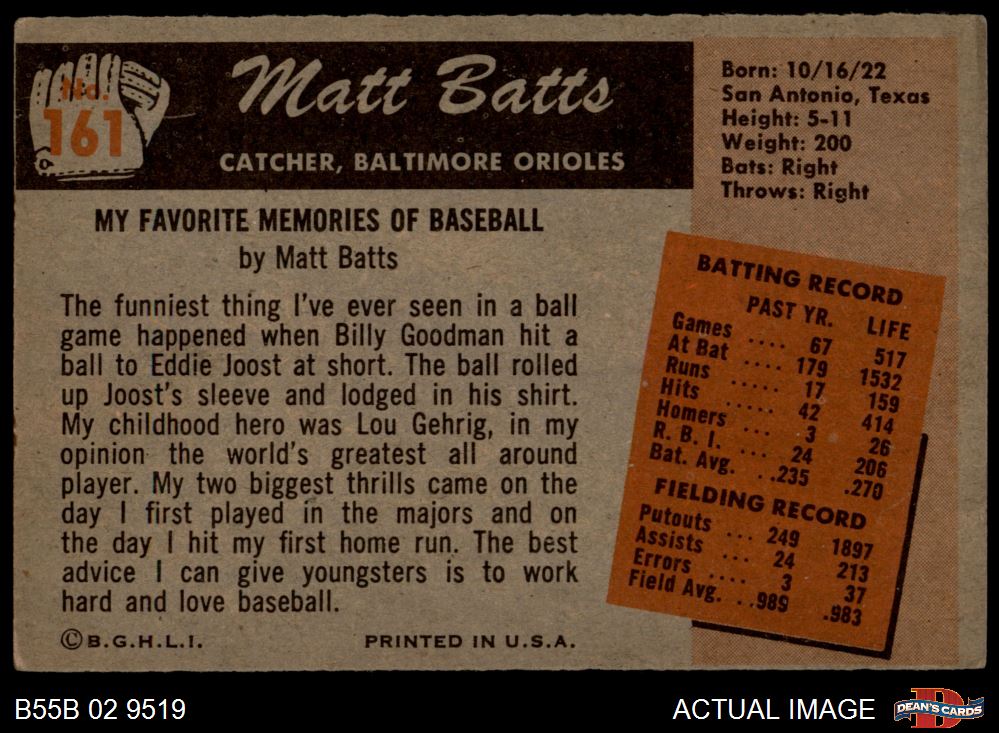 No.
161
Matt Batts
CATCHER, BALTIMORE ORIOLES
Born: 10/16/22
San Antonio, Texas
Height: 5-11
Weight: 200
Bats: Right
Throws: Right
MY FAVORITE MEMORIES OF BASEBALL
by Matt Batts
The funniest thing I've ever seen in a ball
game happened when Billy Goodman hit a
ball to Eddie Joost at short. The ball rolled
up Joost's sleeve and lodged in his shirt.
My childhood hero was Lou Gehrig, in my
opinion the world's greatest all around
player. My two biggest thrills came on the
day I first played in the majors and on
the day I hit my first home run. The best
advice I can give youngsters is to work
hard and love baseball.
©B.G.H.L.I. PRINTED IN U.S.A.
BATTING RECORD
PAST YR. LIFE
Games .... 67 517
At Bat .... 179 1532
Runs ..... 17 159
Hits ..... 42 414
Homers ... 3 26
R. B. I. 24 206
Bat. Avg. ..235 .270
FIELDING RECORD
Putouts ... 249 1897
Assists ... 24 213
Errors .... 3 37
Field Avg. ..989 .983
B55B 02 9519 ACTUAL IMAGE DEAN'S CARDS